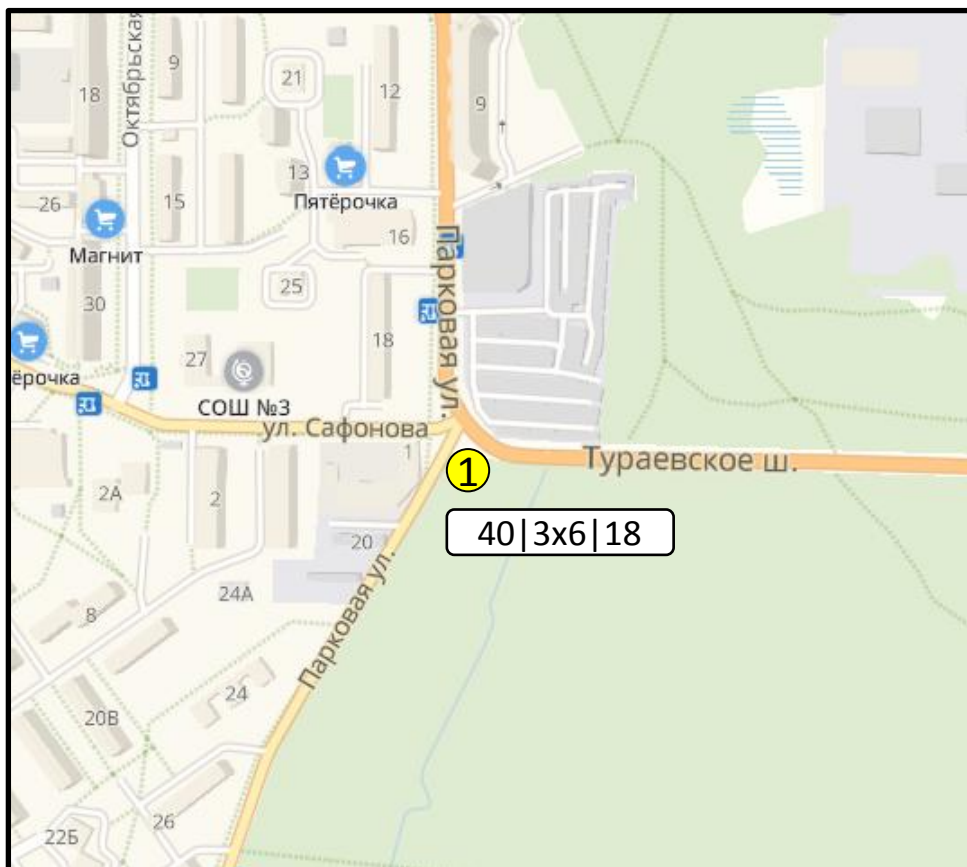 Октябрьская
9
18
21
12
9
13
Пятёрочка
26
15
16
Магнит
Парковая ул.
25
30
18
27
ёрочка
СОШ №3
ул. Сафонова
1
Тураевское ш.
1
2А
2
40|3х6|18
20
24А
8
Парковая ул.
24
20В
26
22Б